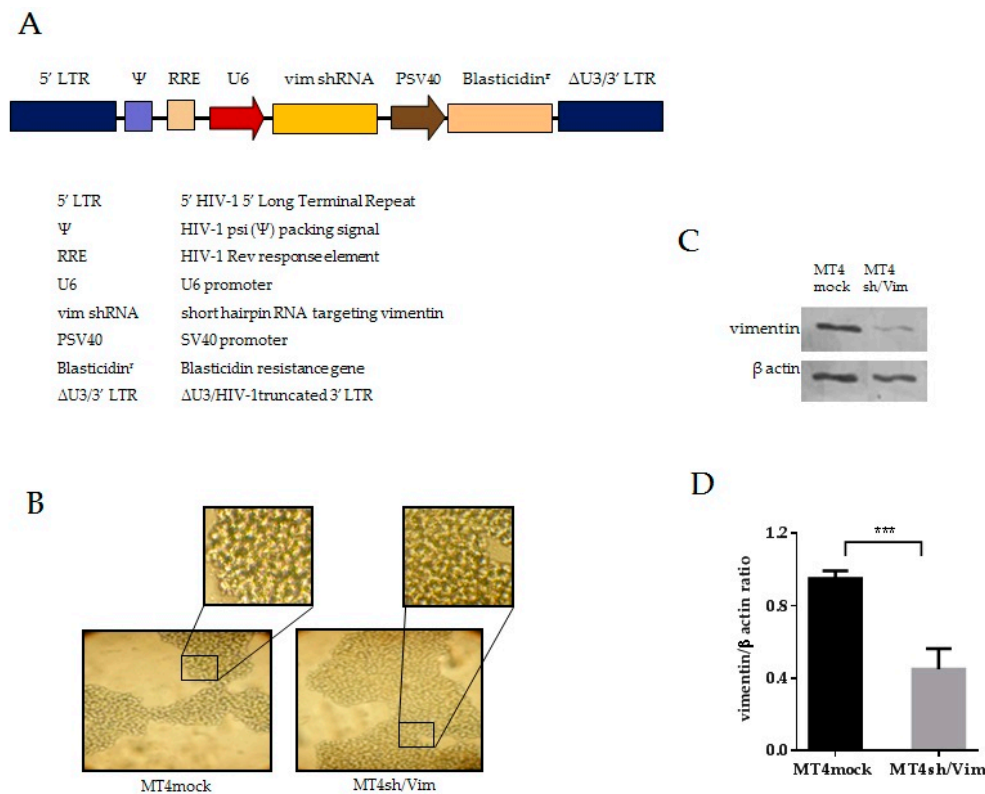 A
5′ LTR Ψ RRE U6 vim shRNA PSV40 Blasticidinʳ ΔU3/3′ LTR
5′ LTR 5′ HIV-1 5′ Long Terminal Repeat
Ψ HIV-1 psi (Ψ) packing signal
RRE HIV-1 Rev response element
U6 U6 promoter
vim shRNA short hairpin RNA targeting vimentin
PSV40 SV40 promoter
Blasticidinʳ Blasticidin resistance gene
ΔU3/3′ LTR ΔU3/HIV-1truncated 3′ LTR
B
MT4mock MT4sh/Vim
C
MT4 MT4
mock sh/Vim
vimentin
β actin
D
***
vimentin/β actin ratio
1.2
0.8
0.4
0.0
MT4mock MT4sh/Vim